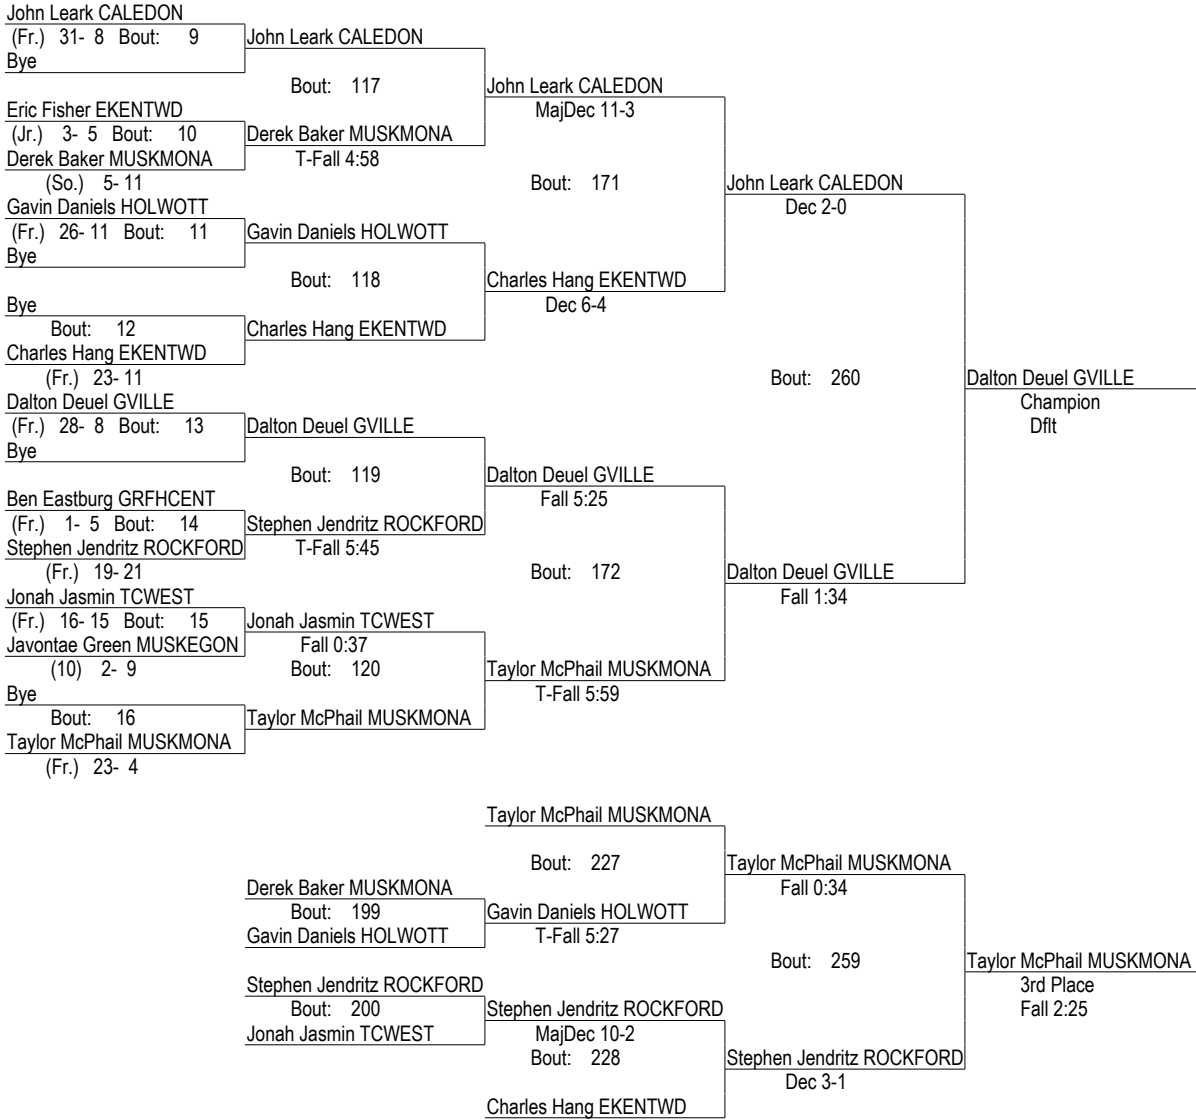 John Leark CALEDON
(Fr.) 31- 8 Bout: 9
John Leark CALEDON
Bye
Bout: 117
John Leark CALEDON
Eric Fisher EKENTWD
MajDec 11-3
(Jr.) 3- 5 Bout: 10
Derek Baker MUSKMONA
Derek Baker MUSKMONA
T-Fall 4:58
(So.) 5- 11
Bout: 171
John Leark CALEDON
Gavin Daniels HOLWOTT
Dec 2-0
(Fr.) 26- 11 Bout: 11
Gavin Daniels HOLWOTT
Bye
Bout: 118
Charles Hang EKENTWD
Bye
Dec 6-4
Bout: 12
Charles Hang EKENTWD
Charles Hang EKENTWD
(Fr.) 23- 11
Bout: 260
Dalton Deuel GVILLE
Dalton Deuel GVILLE
Champion
(Fr.) 28- 8 Bout: 13
Dalton Deuel GVILLE
Dflt
Bye
Bout: 119
Dalton Deuel GVILLE
Ben Eastburg GRFHCENT
Fall 5:25
(Fr.) 1- 5 Bout: 14
Stephen Jendritz ROCKFORD
Stephen Jendritz ROCKFORD
T-Fall 5:45
(Fr.) 19- 21
Bout: 172
Dalton Deuel GVILLE
Jonah Jasmin TCWEST
Fall 1:34
(Fr.) 16- 15 Bout: 15
Jonah Jasmin TCWEST
Javontae Green MUSKEGON
Fall 0:37
(10) 2- 9
Bout: 120
Taylor McPhail MUSKMONA
Bye
T-Fall 5:59
Bout: 16
Taylor McPhail MUSKMONA
Taylor McPhail MUSKMONA
(Fr.) 23- 4
Taylor McPhail MUSKMONA
Bout: 227
Taylor McPhail MUSKMONA
Derek Baker MUSKMONA
Fall 0:34
Bout: 199
Gavin Daniels HOLWOTT
Gavin Daniels HOLWOTT
T-Fall 5:27
Bout: 259
Taylor McPhail MUSKMONA
Stephen Jendritz ROCKFORD
3rd Place
Bout: 200
Stephen Jendritz ROCKFORD
Fall 2:25
Jonah Jasmin TCWEST
MajDec 10-2
Bout: 228
Stephen Jendritz ROCKFORD
Dec 3-1
Charles Hang EKENTWD